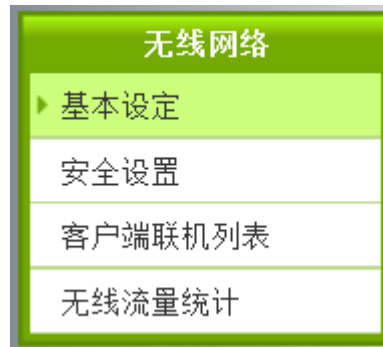 无线网络
基本设定
安全设置
客户端联机列表
无线流量统计